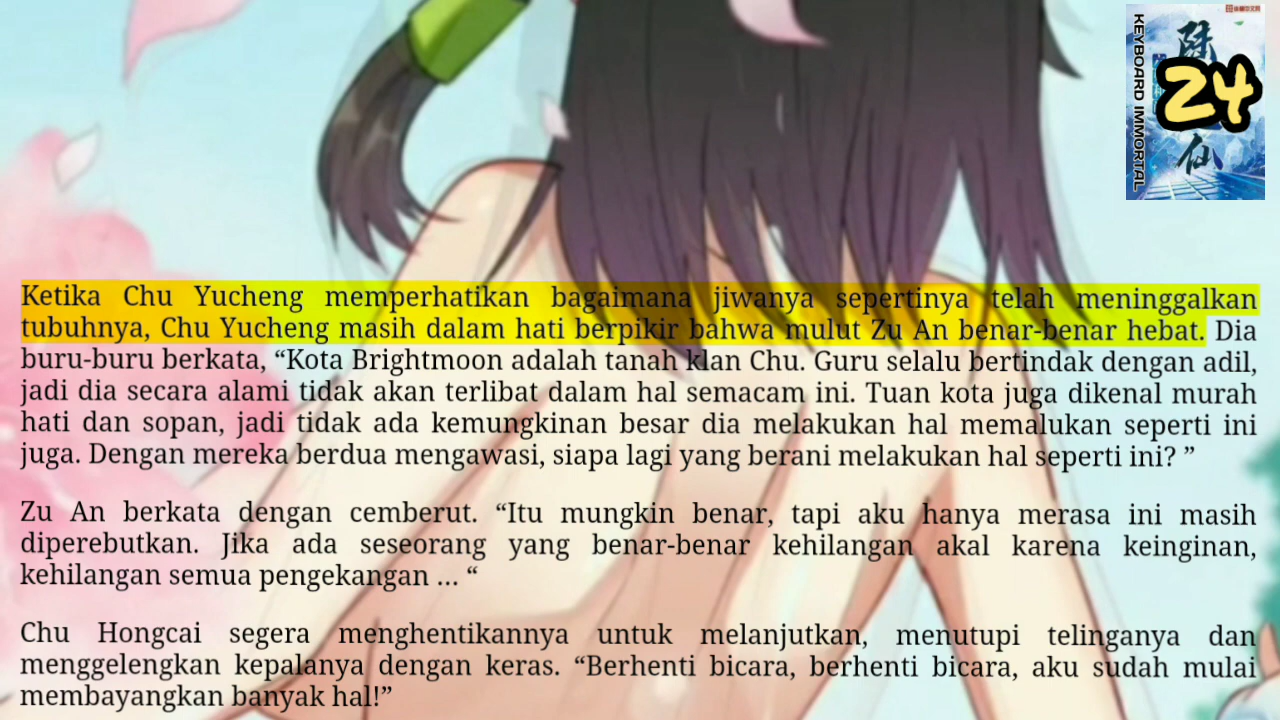 KEYBOARD IMMORTAL
24
仙
Ketika Chu Yucheng memperhatikan bagaimana jiwanya sepertinya telah meninggalkan
tubuhnya, Chu Yucheng masih dalam hati berpikir bahwa mulut Zu An benar-benar hebat. Dia
buru-buru berkata, “Kota Brightmoon adalah tanah klan Chu. Guru selalu bertindak dengan adil,
jadi dia secara alami tidak akan terlibat dalam hal semacam ini. Tuan kota juga dikenal murah
hati dan sopan, jadi tidak ada kemungkinan besar dia melakukan hal memalukan seperti ini
juga. Dengan mereka berdua mengawasi, siapa lagi yang berani melakukan hal seperti ini? ”
Zu An berkata dengan cemberut. “Itu mungkin benar, tapi aku hanya merasa ini masih
diperebutkan. Jika ada seseorang yang benar-benar kehilangan akal karena keinginan,
kehilangan semua pengekangan ... “
Chu Hongcai segera menghentikannya untuk melanjutkan, menutupi telinganya dan
menggelengkan kepalanya dengan keras. “Berhenti bicara, berhenti bicara, aku sudah mulai
membayangkan banyak hal!”